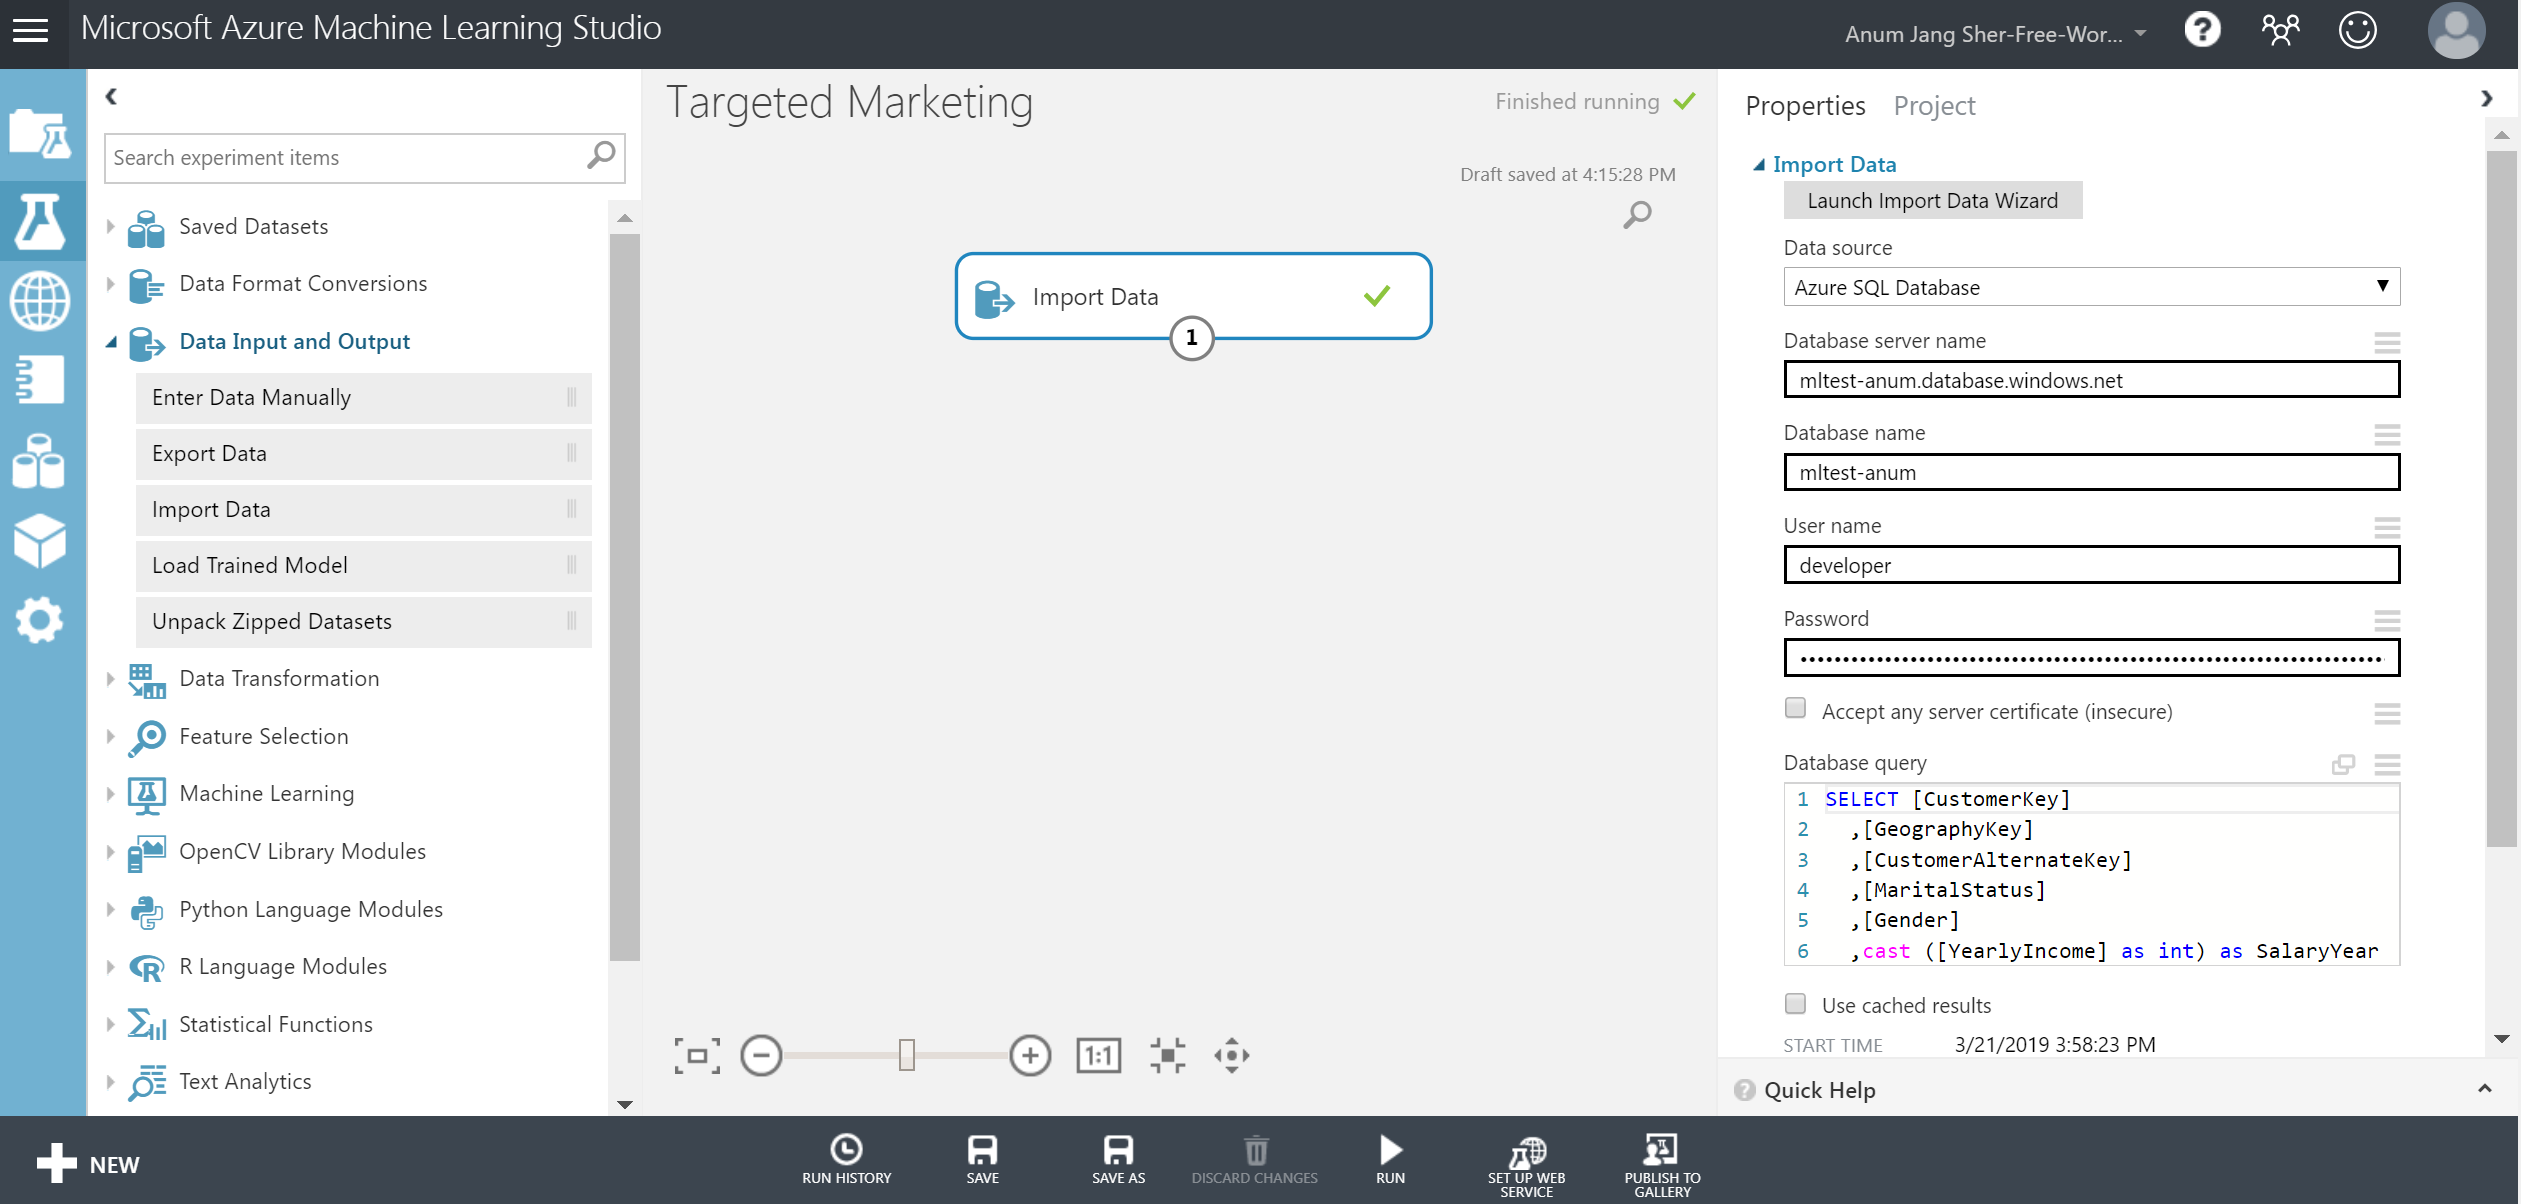 Microsoft Azure Machine Learning Studio
Anum Jang Sher-Free-Wor...
Search experiment items
Saved Datasets
Data Format Conversions
Data Input and Output
Enter Data Manually
Export Data
Import Data
Load Trained Model
Unpack Zipped Datasets
Data Transformation
Feature Selection
Machine Learning
OpenCV Library Modules
Python Language Modules
R Language Modules
Statistical Functions
Text Analytics
Targeted Marketing
Finished running
Draft saved at 4:15:28 PM
Import Data
1
1:1
Properties Project
Import Data
Launch Import Data Wizard
Data source
Azure SQL Database
Database server name
mltest-anum.database.windows.net
Database name
mltest-anum
User name
developer
Password
Accept any server certificate (insecure)
Database query
1 SELECT [CustomerKey]
2 ,[GeographyKey]
3 ,[CustomerAlternateKey]
4 ,[MaritalStatus]
5 ,[Gender]
6 ,cast ([YearlyIncome] as int) as SalaryYear
Use cached results
START TIME 3/21/2019 3:58:23 PM
? Quick Help
NEW
RUN HISTORY
SAVE
SAVE AS
DISCARD CHANGES
RUN
SET UP WEB
SERVICE
PUBLISH TO
GALLERY